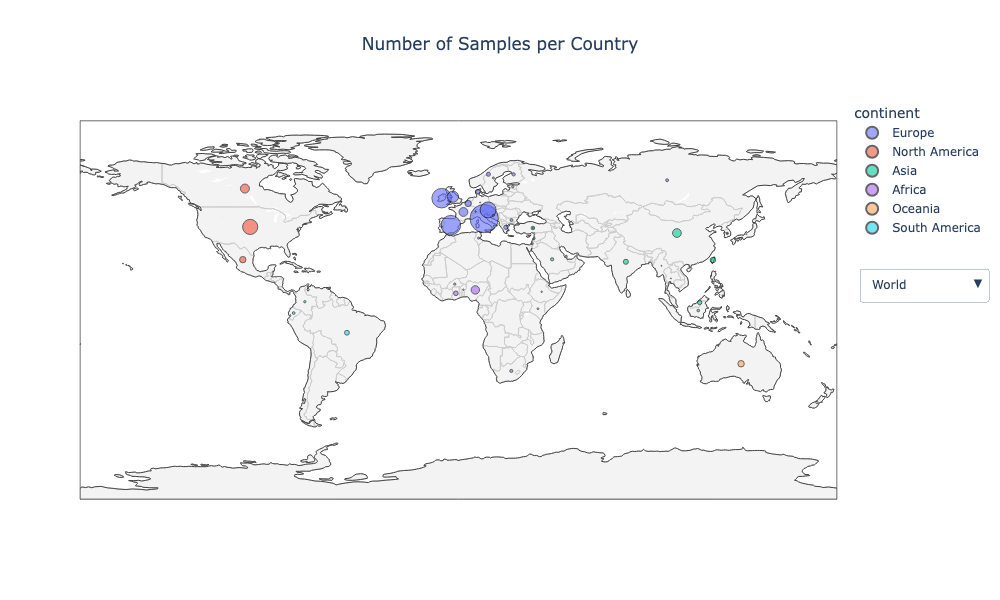 Number of Samples per Country
continent
Europe
North America
Asia
Africa
Oceania
South America
World